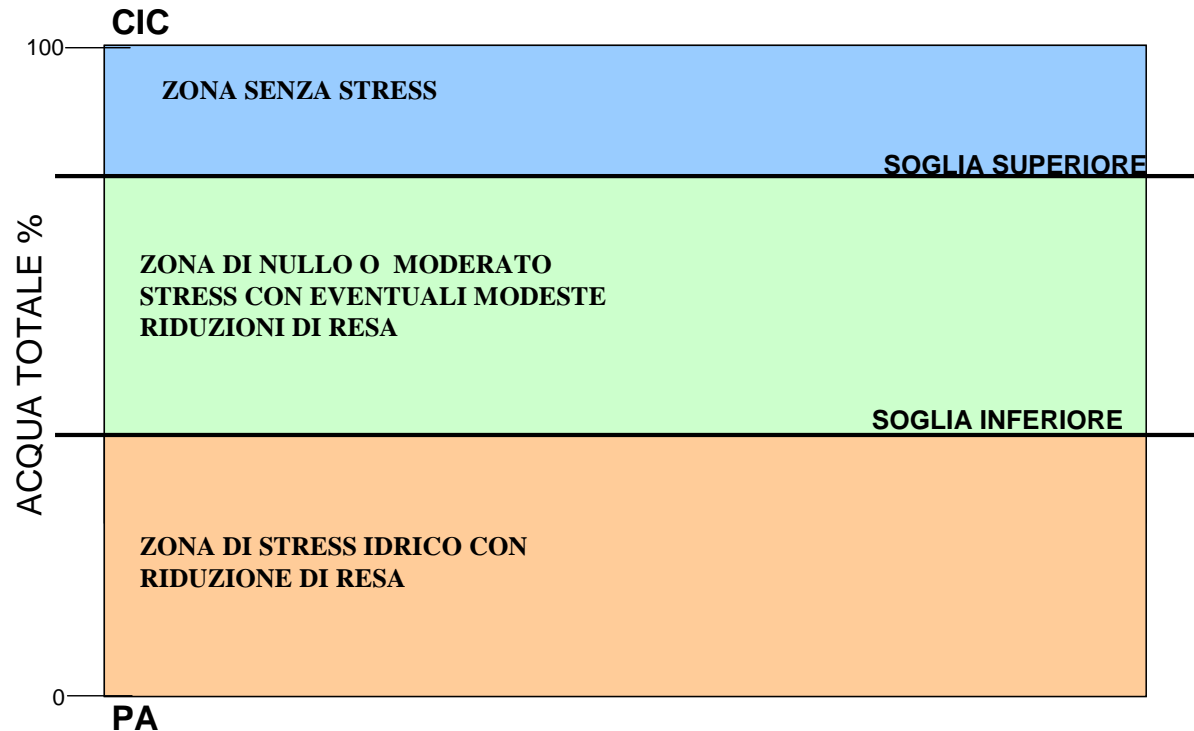 CIC
100
ZONA SENZA STRESS
SOGLIA SUPERIORE
ACQUA TOTALE %
ZONA DI NULLO O MODERATO
STRESS CON EVENTUALI MODESTE
RIDUZIONI DI RESA
SOGLIA INFERIORE
ZONA DI STRESS IDRICO CON
RIDUZIONE DI RESA
0
PA